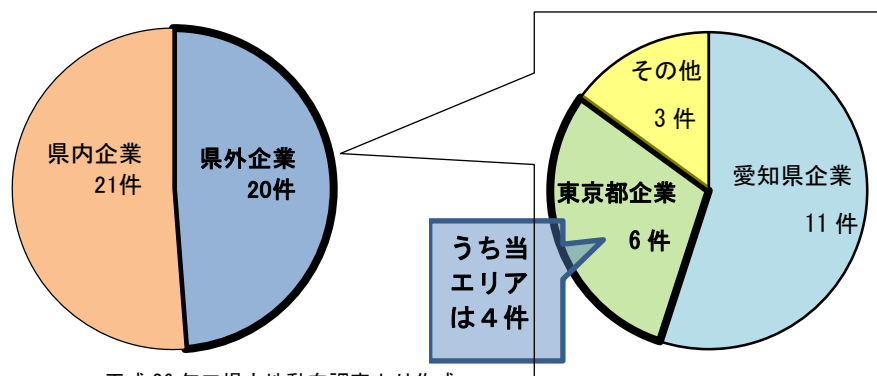 県内企業
21件
県外企業
20件
その他
3 件
東京都企業
6 件
愛知県企業
11 件
うち当
エリア
は４件